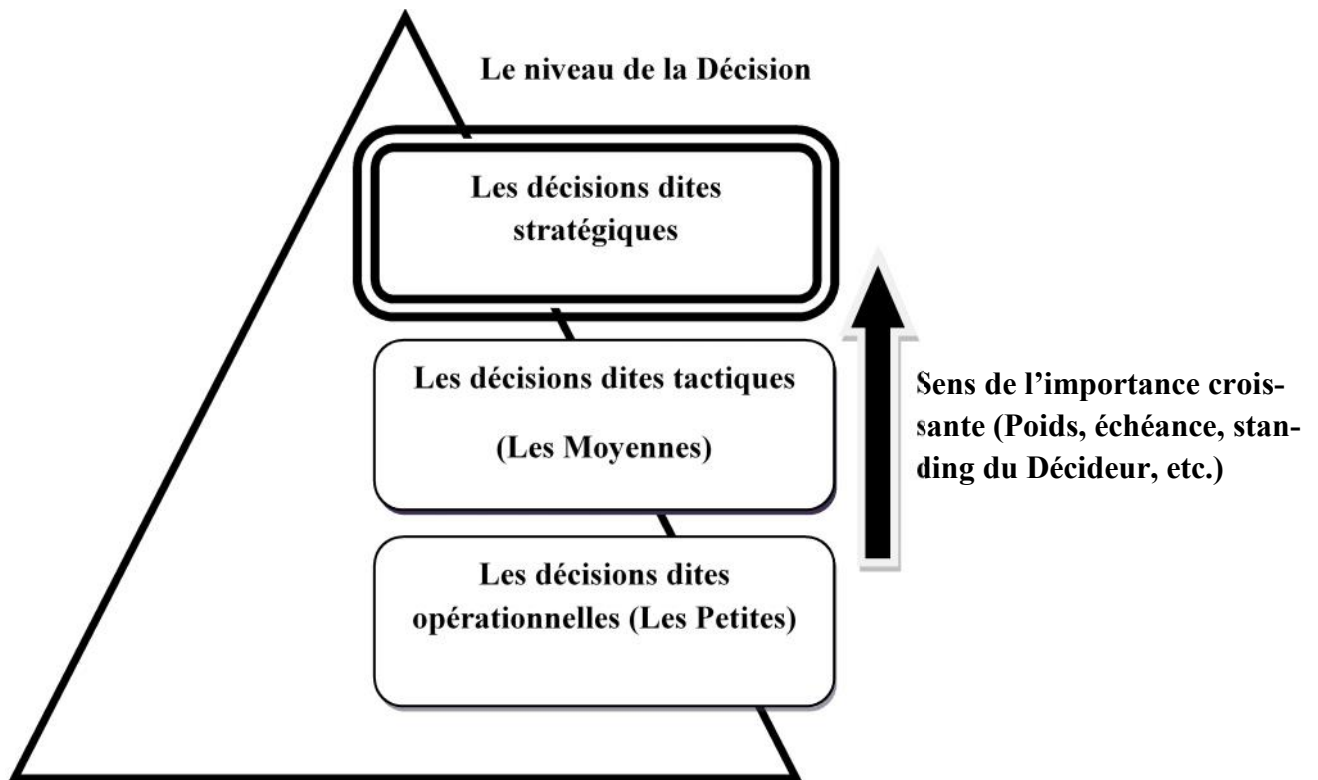 Le niveau de la Décision
Les décisions dites
stratégiques
Les décisions dites tactiques
(Les Moyennes)
Les décisions dites
opérationnelles (Les Petites)
Sens de l’importance crois-
sante (Poids, échéance, stan-
ding du Décideur, etc.)